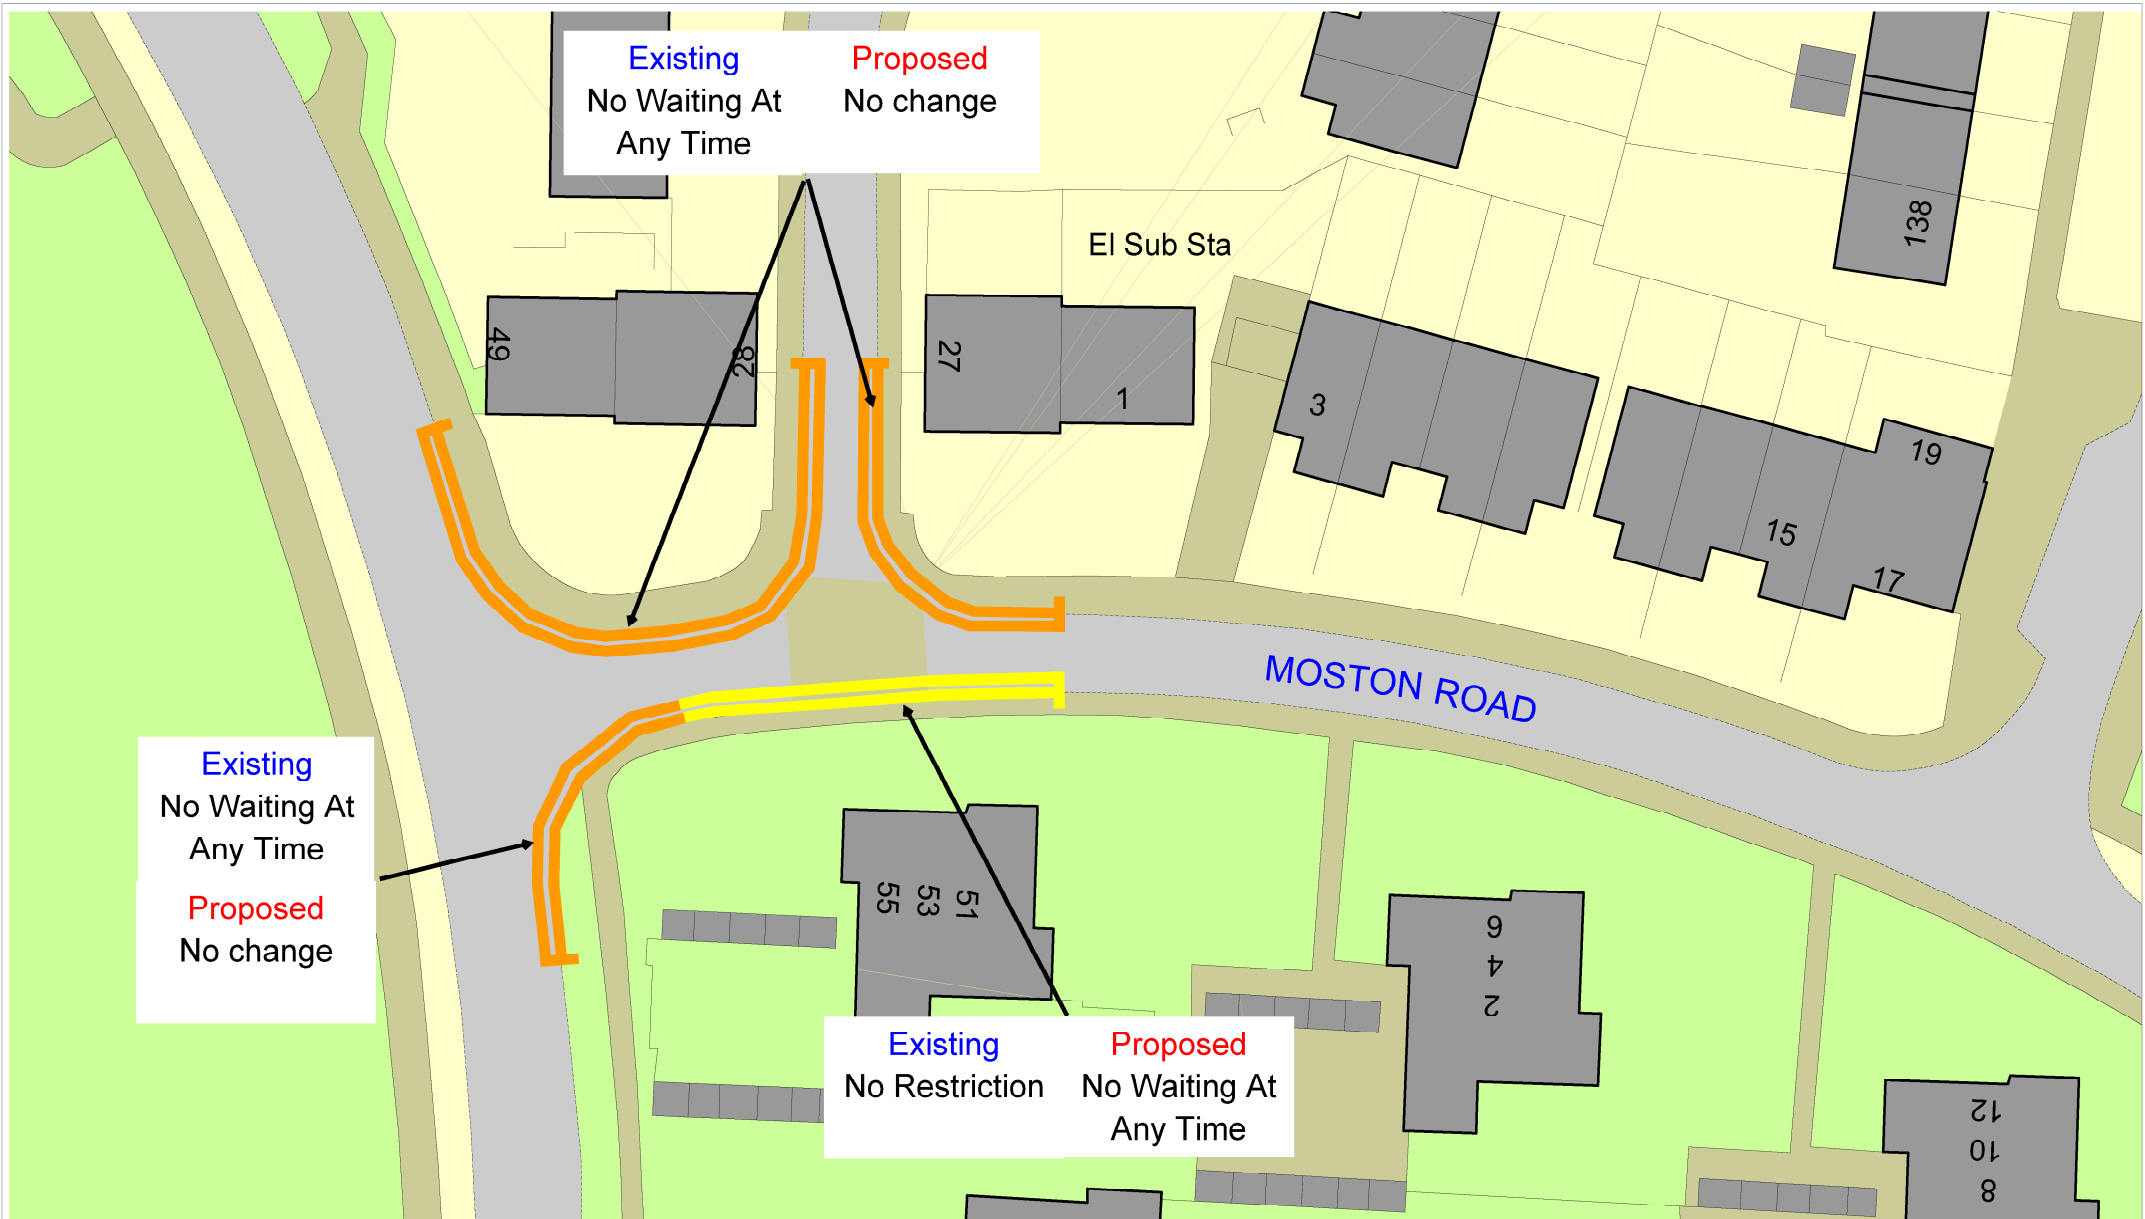 Existing
No Waiting At
Any Time
Proposed
No change
El Sub Sta
138
49
28
27
1
3
19
15
17
MOSTON ROAD
Existing
No Waiting At
Any Time
Proposed
No change
55
53
51
6
4
2
Existing
No Restriction
Proposed
No Waiting At
Any Time
12
10
8